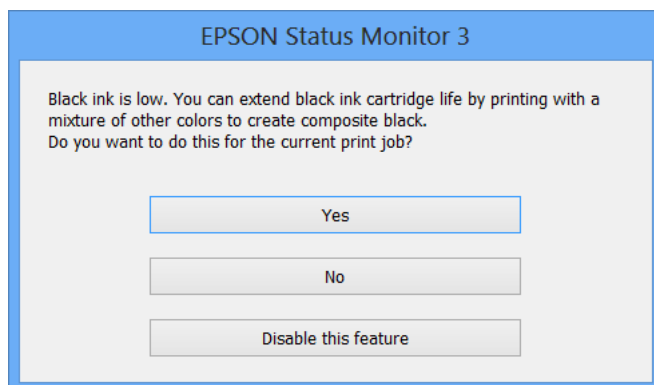 EPSON Status Monitor 3
Black ink is low. You can extend black ink cartridge life by printing with a
mixture of other colors to create composite black.
Do you want to do this for the current print job?
Yes
No
Disable this feature